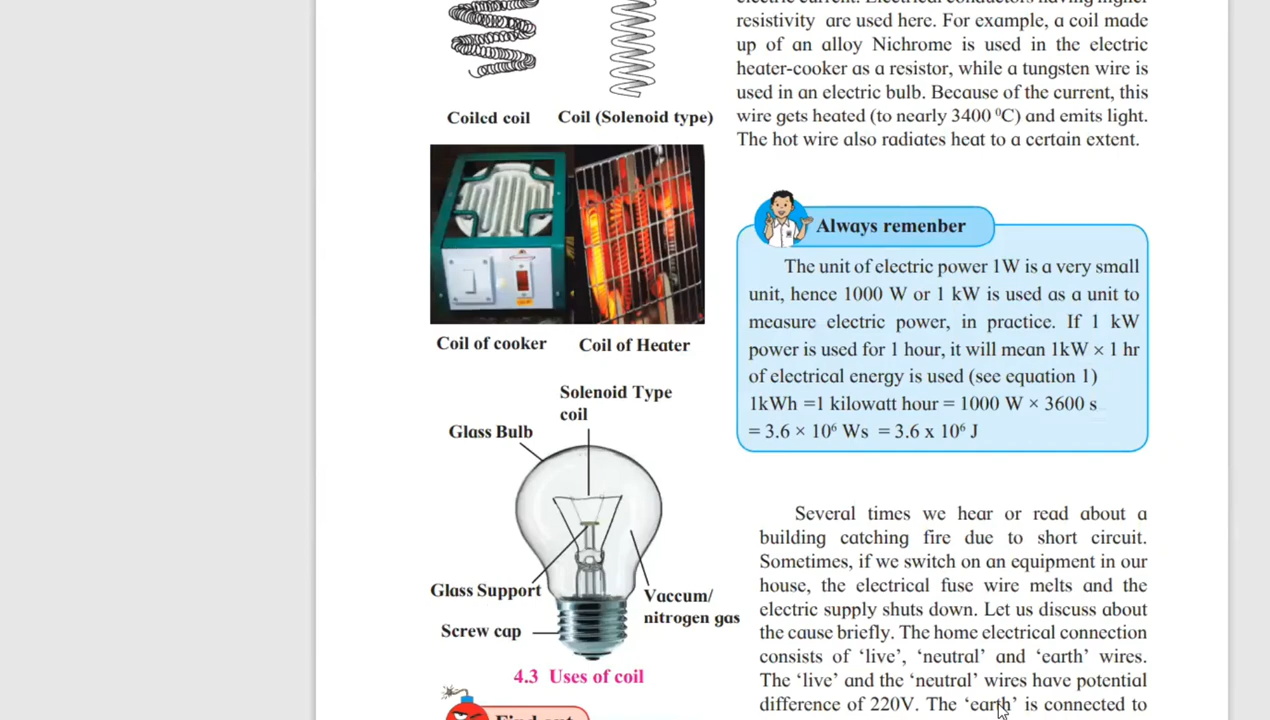 Coiled coil
Coil (Solenoid type)
Coil of cooker
Coil of Heater
Solenoid Type
coil
Glass Bulb
Glass Support
Vaccum/
nitrogen gas
Screw cap
4.3 Uses of coil
Find out
electric current. Electrical conductors having higher
resistivity are used here. For example, a coil made
up of an alloy Nichrome is used in the electric
heater-cooker as a resistor, while a tungsten wire is
used in an electric bulb. Because of the current, this
wire gets heated (to nearly 3400 ⁰C) and emits light.
The hot wire also radiates heat to a certain extent.
Always remenber
The unit of electric power 1W is a very small
unit, hence 1000 W or 1 kW is used as a unit to
measure electric power, in practice. If 1 kW
power is used for 1 hour, it will mean 1kW × 1 hr
of electrical energy is used (see equation 1)
1kWh =1 kilowatt hour = 1000 W × 3600 s
= 3.6 × 10⁶ Ws = 3.6 x 10⁶ J
Several times we hear or read about a
building catching fire due to short circuit.
Sometimes, if we switch on an equipment in our
house, the electrical fuse wire melts and the
electric supply shuts down. Let us discuss about
the cause briefly. The home electrical connection
consists of ‘live’, ‘neutral’ and ‘earth’ wires.
The ‘live’ and the ‘neutral’ wires have potential
difference of 220V. The ‘earth’ is connected to